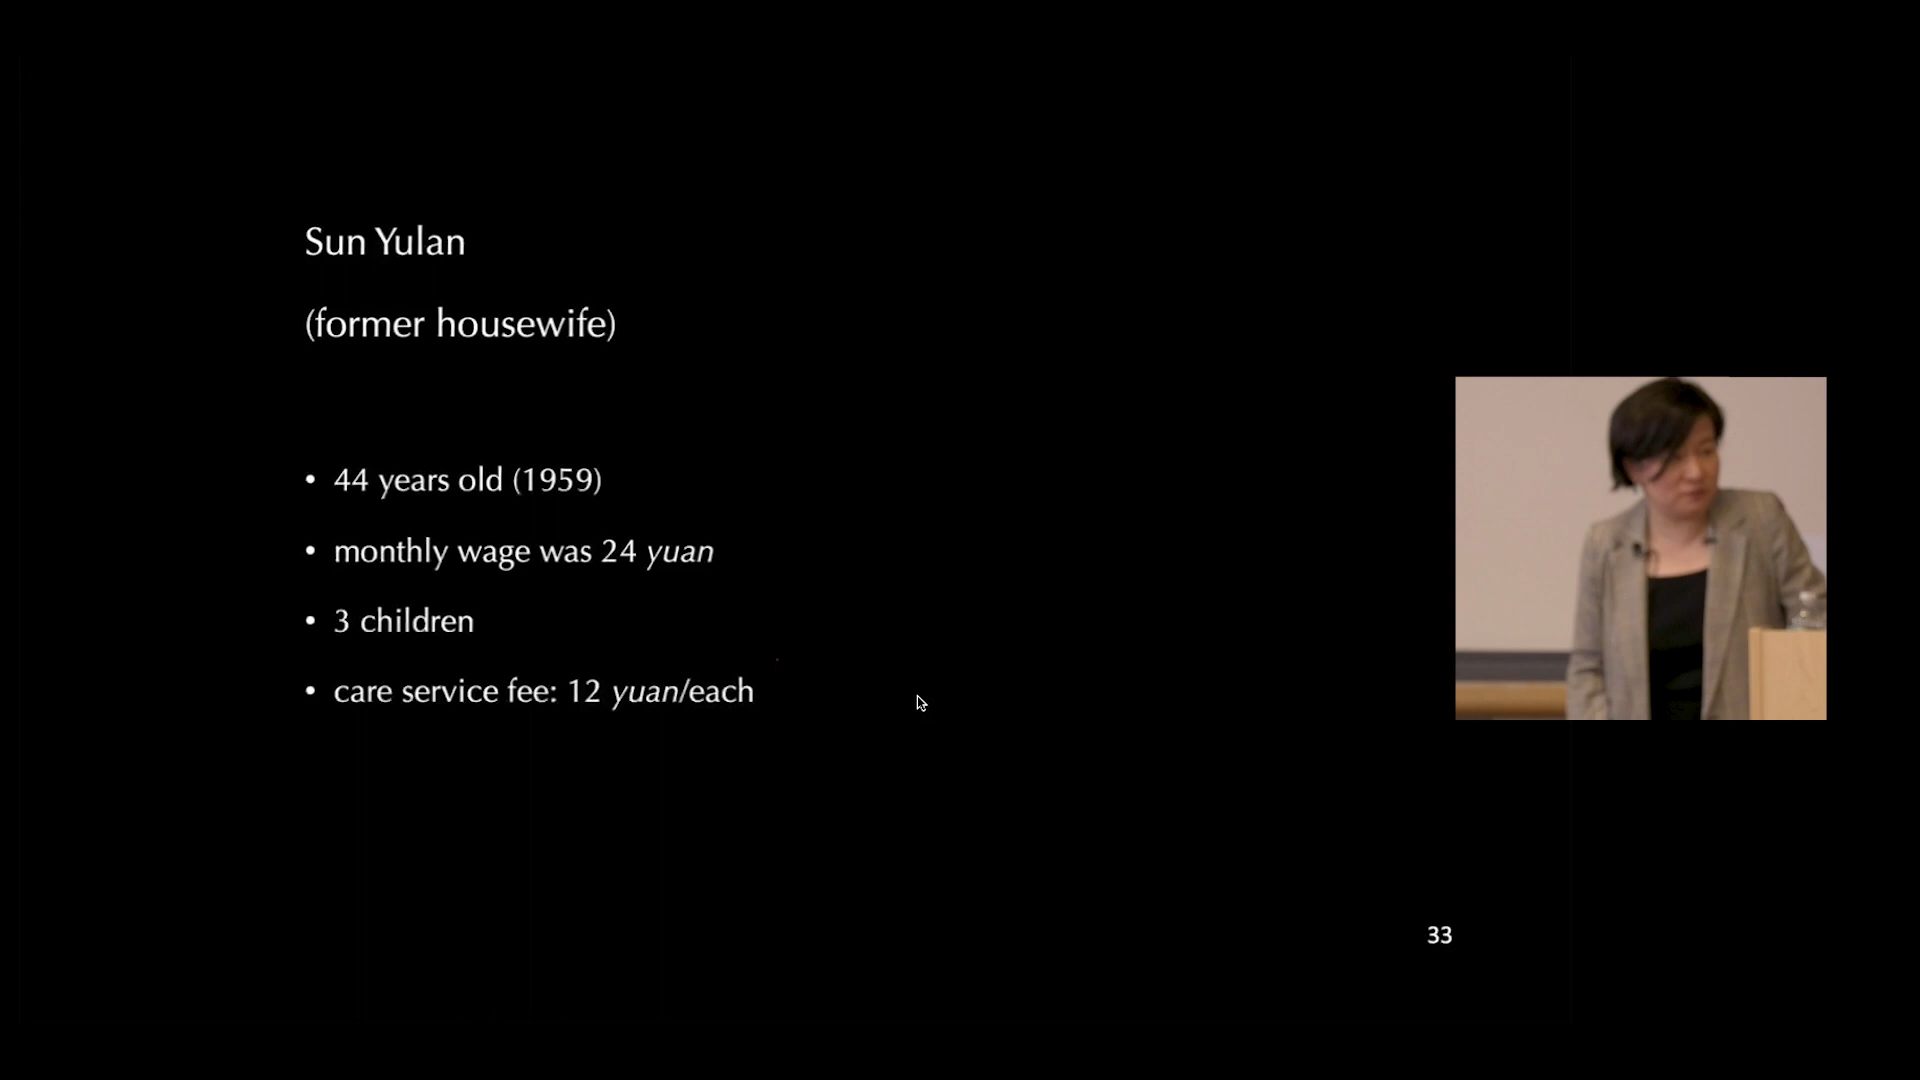 Sun Yulan
(former housewife)
• 44 years old (1959)
• monthly wage was 24 yuan
• 3 children
• care service fee: 12 yuan/each
33